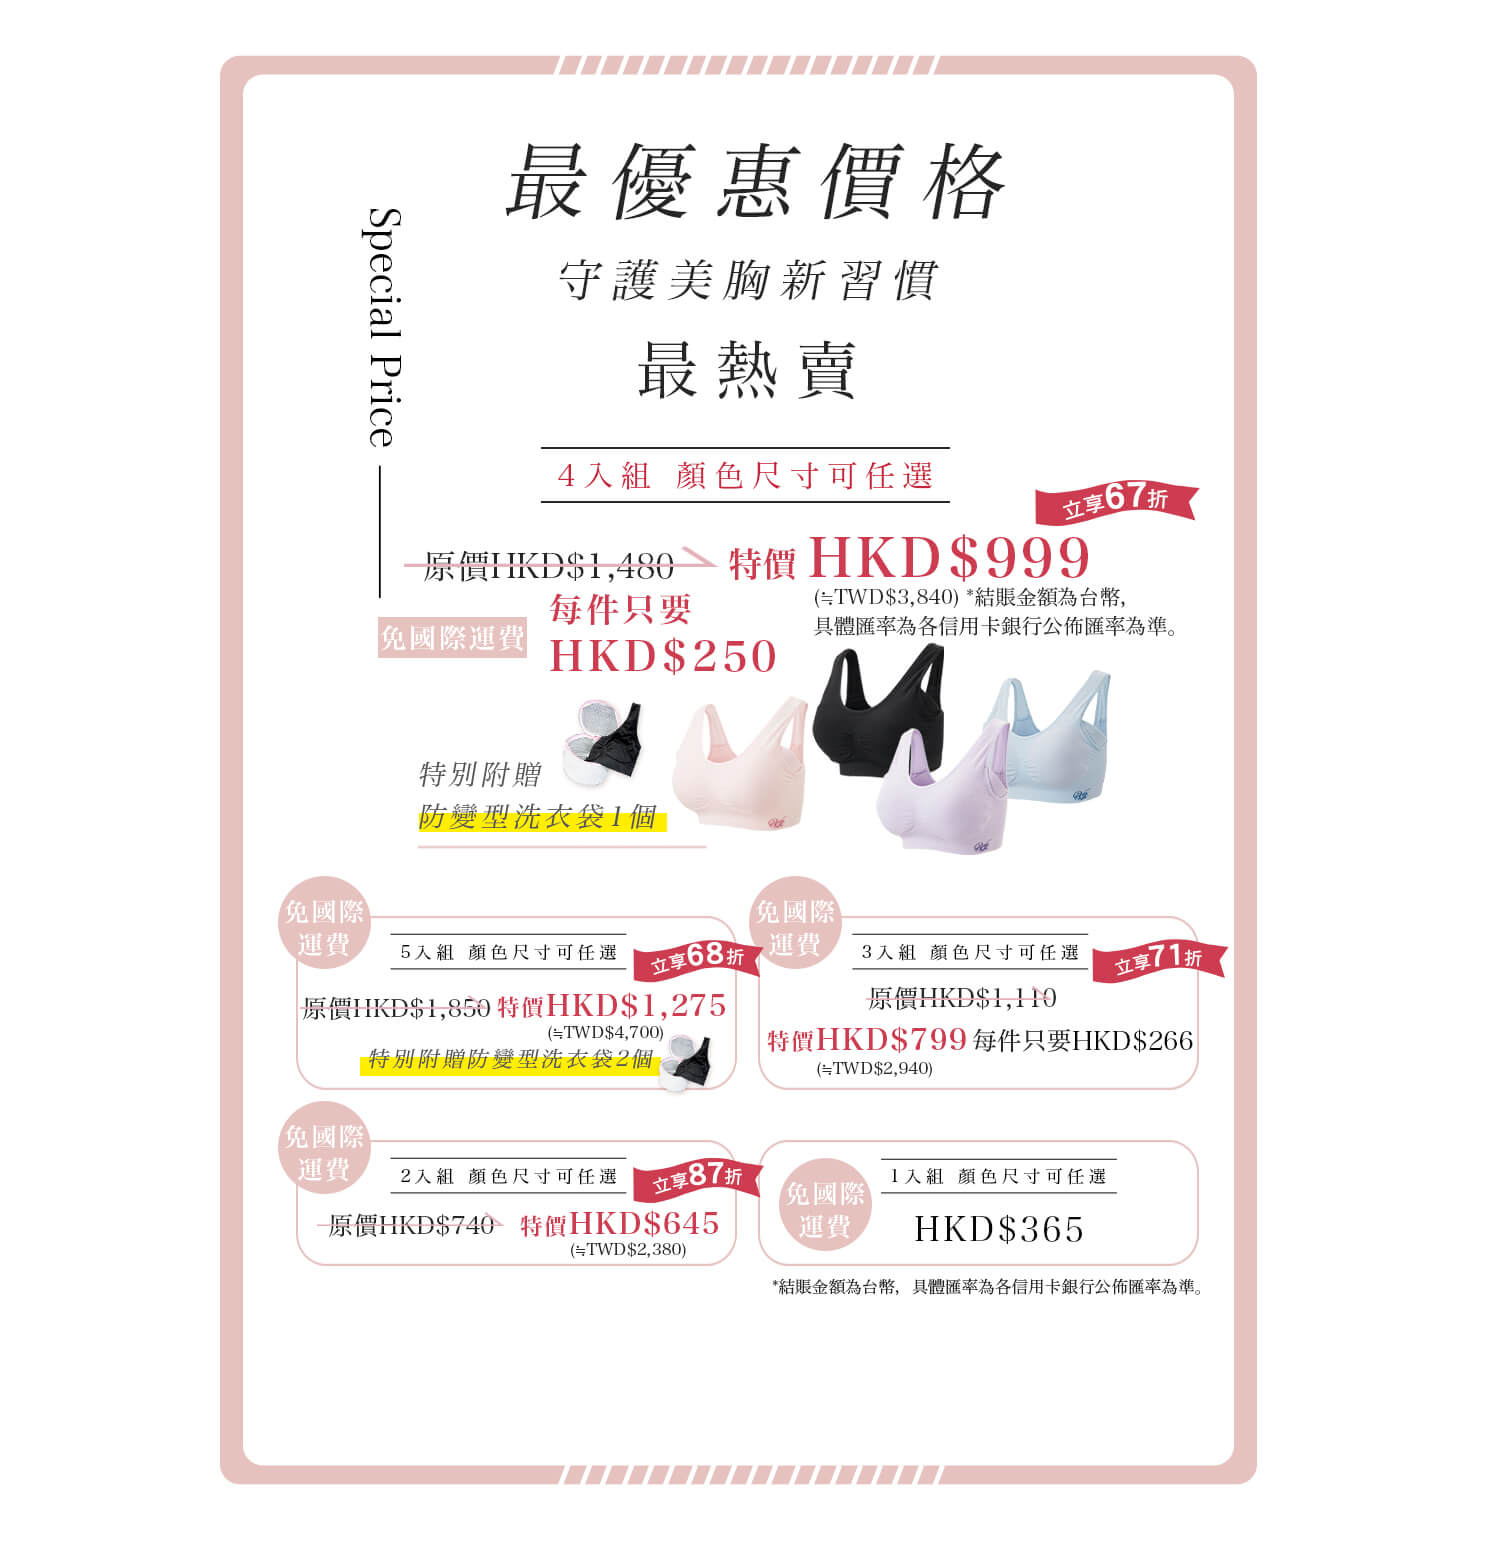 最優惠價格
守護美胸新習慣
最熱賣
Special Price
4入組 顏色尺寸可任選
立享67折
原價HKD$1,480
特價 HKD$999
(≒TWD$3,840) *結賬金額為台幣,
具體匯率為各信用卡銀行公佈匯率為準。
免國際運費
每件只要
HKD$250
特別附贈
防變型洗衣袋1個
免國際
運費
5入組 顏色尺寸可任選
立享68折
原價HKD$1,850 特價HKD$1,275
(≒TWD$4,700)
特別附贈防變型洗衣袋2個
免國際
運費
3入組 顏色尺寸可任選
立享71折
原價HKD$1,110
特價HKD$799 每件只要HKD$266
(≒TWD$2,940)
免國際
運費
2入組 顏色尺寸可任選
立享87折
原價HKD$740 特價HKD$645
(≒TWD$2,380)
免國際
運費
1入組 顏色尺寸可任選
HKD$365
*結賬金額為台幣, 具體匯率為各信用卡銀行公佈匯率為準。